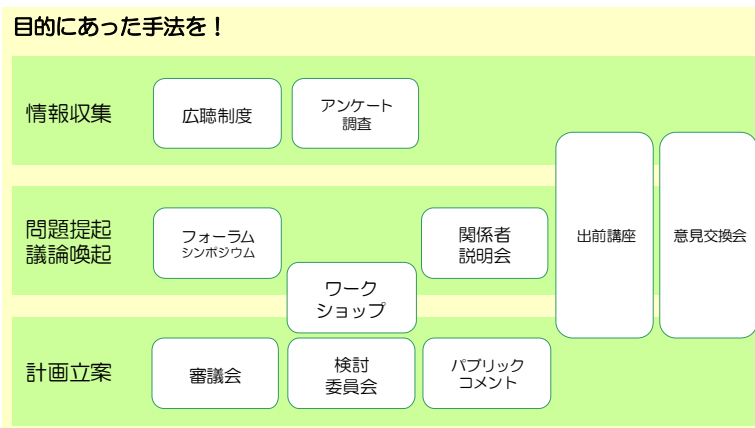 目的にあった手法を！
情報収集
広聴制度
アンケート
調査
問題提起
議論喚起
フォーラム
シンポジウム
ワーク
ショップ
関係者
説明会
出前講座
意見交換会
計画立案
審議会
検討
委員会
パブリック
コメント